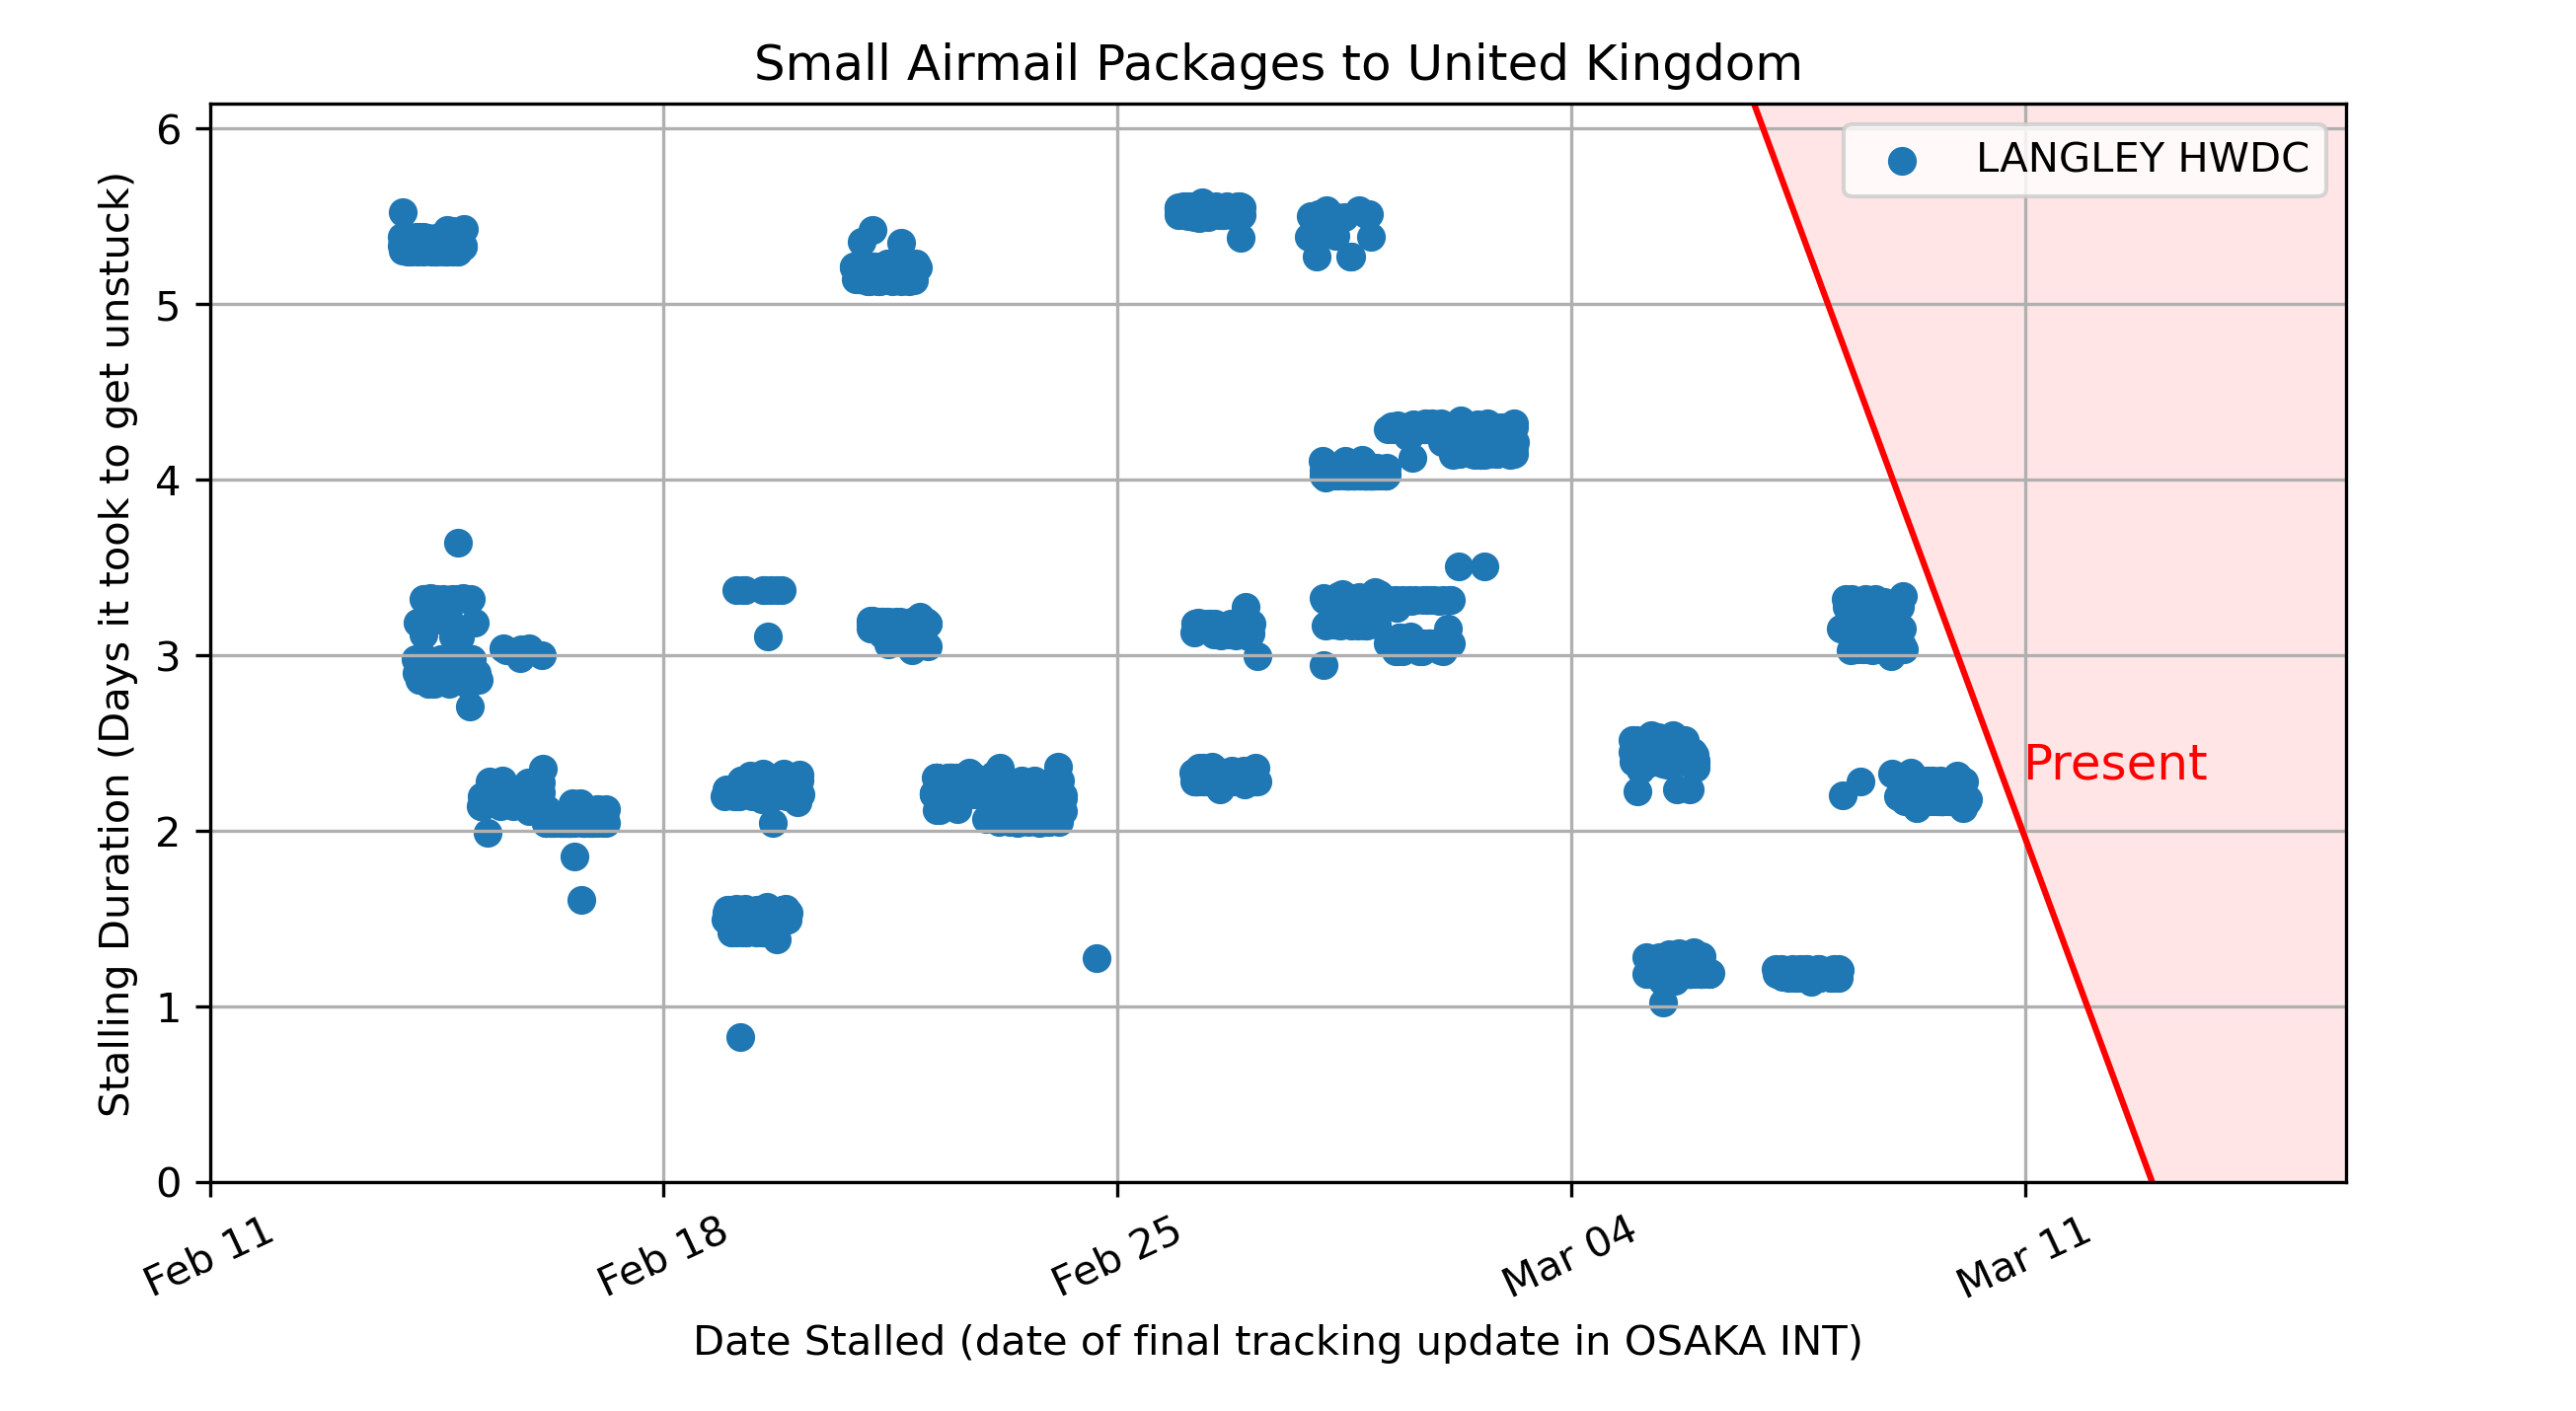 Small Airmail Packages to United Kingdom
LANGLEY HWDC
Present
Stalling Duration (Days it took to get unstuck)
6
5
4
3
2
1
0
Feb 11
Feb 18
Feb 25
Mar 04
Mar 11
Date Stalled (date of final tracking update in OSAKA INT)